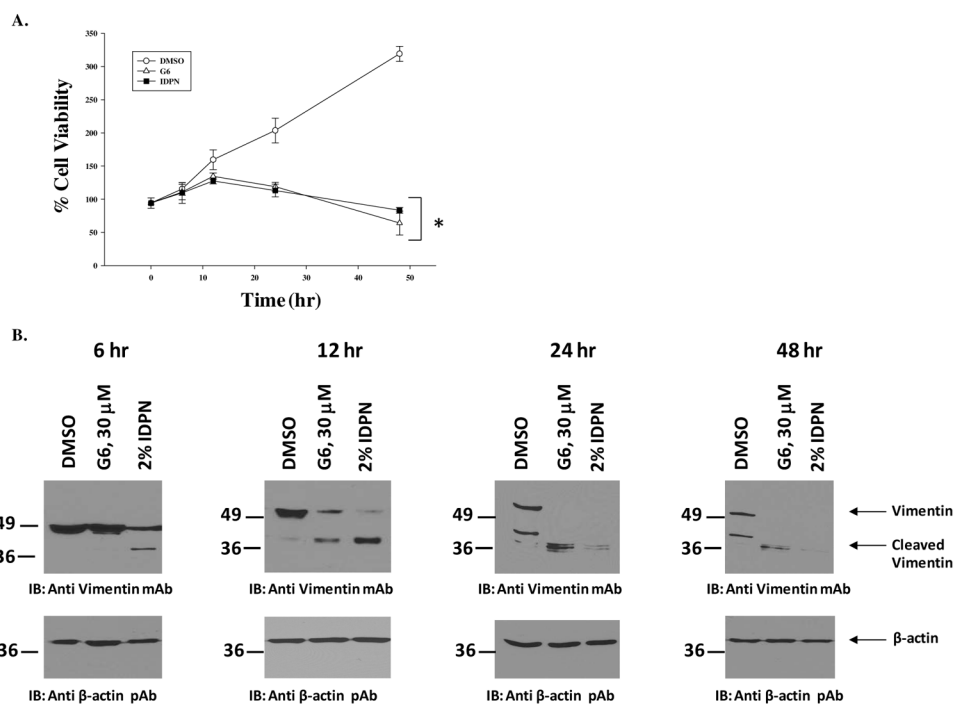 A.
350
300
250
200
150
100
50
0
% Cell Viability
DMSO
G6
IDPN
*
0 10 20 30 40 50
Time (hr)
B.
6 hr 12 hr 24 hr 48 hr
DMSO G6, 30 μM 2% IDPN DMSO G6, 30 μM 2% IDPN DMSO G6, 30 μM 2% IDPN DMSO G6, 30 μM 2% IDPN
49 49 49 49 Vimentin
36 36 36 36 Cleaved
Vimentin
IB: Anti Vimentin mAb IB: Anti Vimentin mAb IB: Anti Vimentin mAb IB: Anti Vimentin mAb
36 36 36 36 β-actin
IB: Anti β-actin pAb IB: Anti β-actin pAb IB: Anti β-actin pAb IB: Anti β-actin pAb